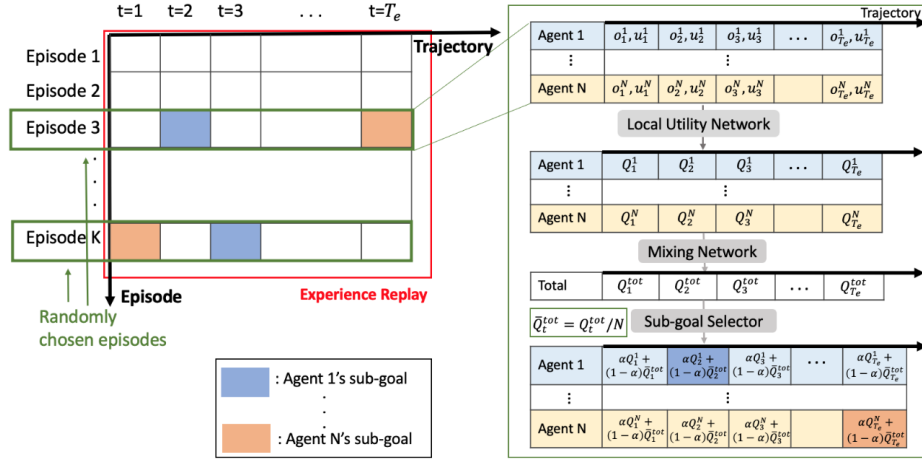 t=1 t=2 t=3 . . . t=Tₑ
Trajectory
Episode 1
Episode 2
Episode 3
.
.
.
Episode K
Experience Replay
Episode
Randomly
chosen episodes
: Agent 1's sub-goal
.
.
.
: Agent N's sub-goal
Trajectory
Agent 1 o_1^1, u_1^1 o_2^1, u_2^1 o_3^1, u_3^1 ... o_{T_e}^1, u_{T_e}^1
⋮ ⋮
Agent N o_1^N, u_1^N o_2^N, u_2^N o_3^N, u_3^N o_{T_e}^N, u_{T_e}^N
Local Utility Network
Agent 1 Q_1^1 Q_2^1 Q_3^1 ... Q_{T_e}^1
⋮ ⋮
Agent N Q_1^N Q_2^N Q_3^N Q_{T_e}^N
Mixing Network
Total Q_1^{tot} Q_2^{tot} Q_3^{tot} ... Q_{T_e}^{tot}
Q̄_t^{tot} = Q_t^{tot}/N Sub-goal Selector
Agent 1 αQ_1^1 + αQ_2^1 + αQ_3^1 + ... αQ_{T_e}^1 +
(1 − α)Q̄_1^{tot} (1 − α)Q̄_2^{tot} (1 − α)Q̄_3^{tot} (1 − α)Q̄_{T_e}^{tot}
⋮ ⋮
Agent N αQ_1^N + αQ_2^N + αQ_3^N + αQ_{T_e}^N +
(1 − α)Q̄_1^{tot} (1 − α)Q̄_2^{tot} (1 − α)Q̄_3^{tot} (1 − α)Q̄_{T_e}^{tot}